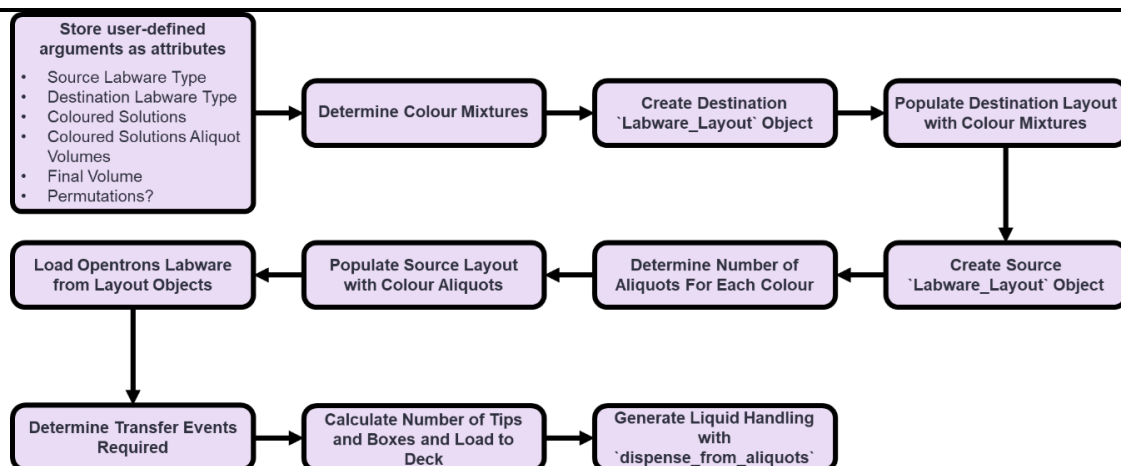 Store user-defined
arguments as attributes
• Source Labware Type
• Destination Labware Type
• Coloured Solutions
• Coloured Solutions Aliquot
Volumes
• Final Volume
• Permutations?
Determine Colour Mixtures
Create Destination
`Labware_Layout` Object
Populate Destination Layout
with Colour Mixtures
Create Source
`Labware_Layout` Object
Determine Number of
Aliquots For Each Colour
Populate Source Layout
with Colour Aliquots
Load Opentrons Labware
from Layout Objects
Determine Transfer Events
Required
Calculate Number of Tips
and Boxes and Load to
Deck
Generate Liquid Handling
with
`dispense_from_aliquots`